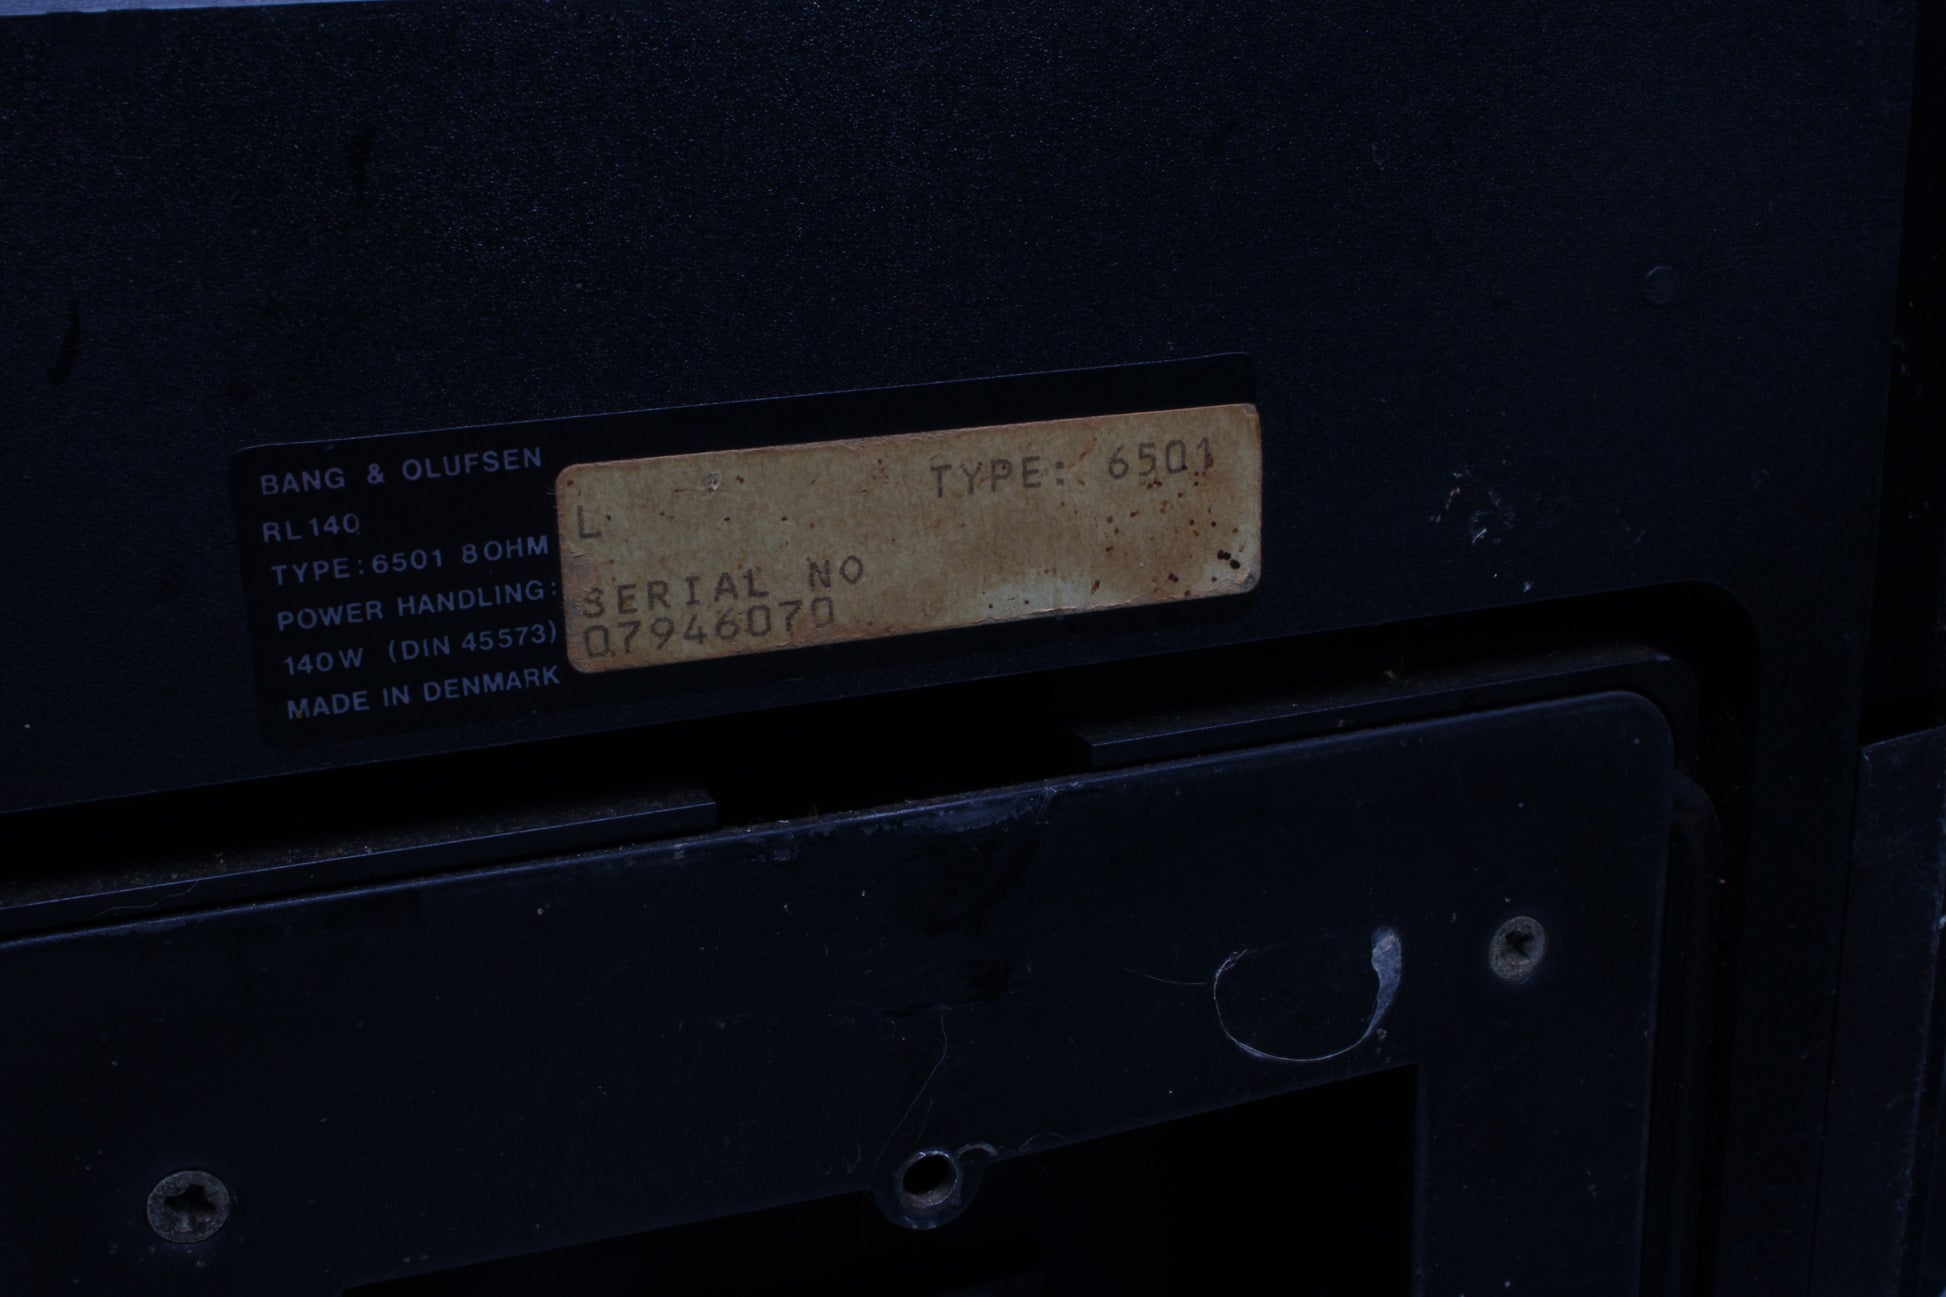 BANG & OLUFSEN
RL 140
TYPE: 6501 8 OHM
POWER HANDLING:
140 W (DIN 45573)
MADE IN DENMARK
TYPE: 6501
L
SERIAL NO
07946070